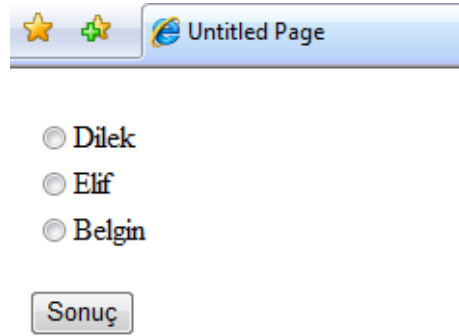 Untitled Page
Dilek
Elif
Belgin
Sonuç